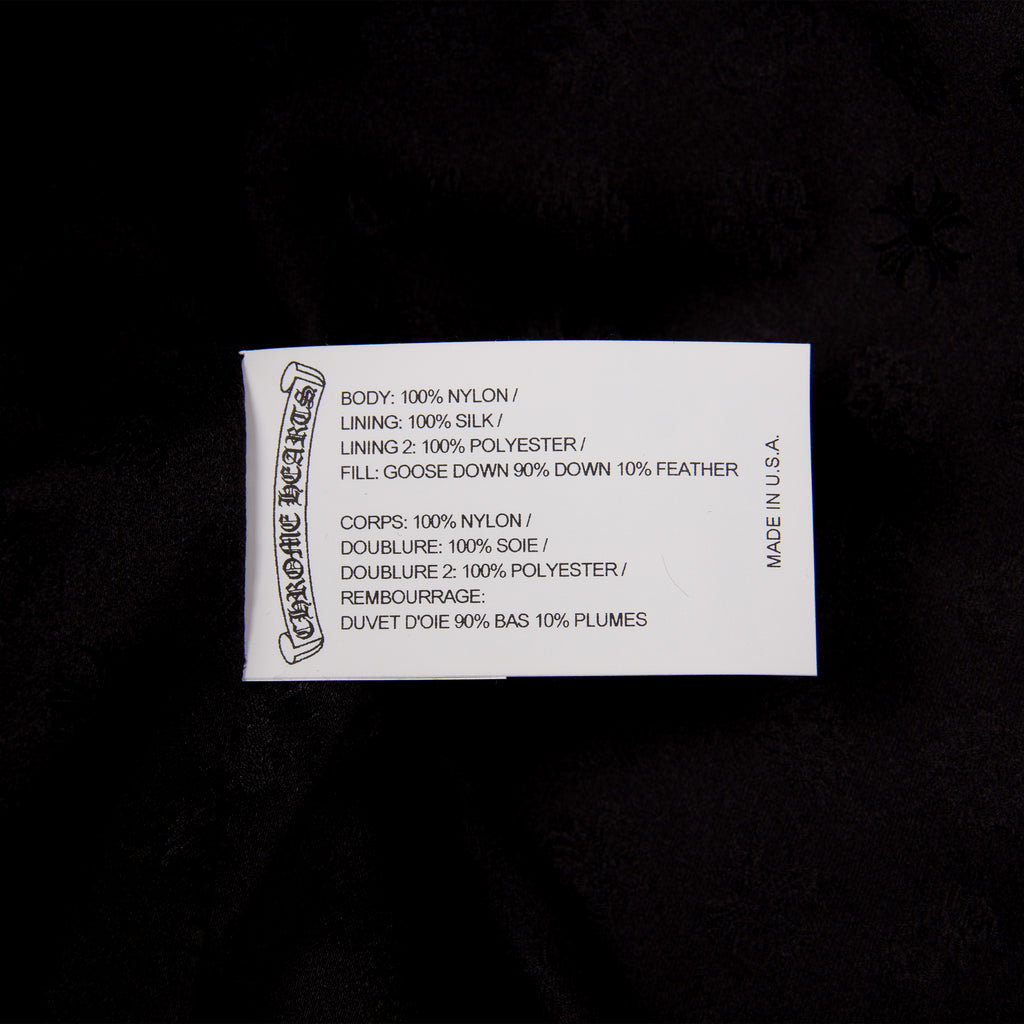 CHROME HEARTS
BODY: 100% NYLON /
LINING: 100% SILK /
LINING 2: 100% POLYESTER /
FILL: GOOSE DOWN 90% DOWN 10% FEATHER
CORPS: 100% NYLON /
DOUBLURE: 100% SOIE /
DOUBLURE 2: 100% POLYESTER /
REMBOURRAGE:
DUVET D'OIE 90% BAS 10% PLUMES
MADE IN U.S.A.